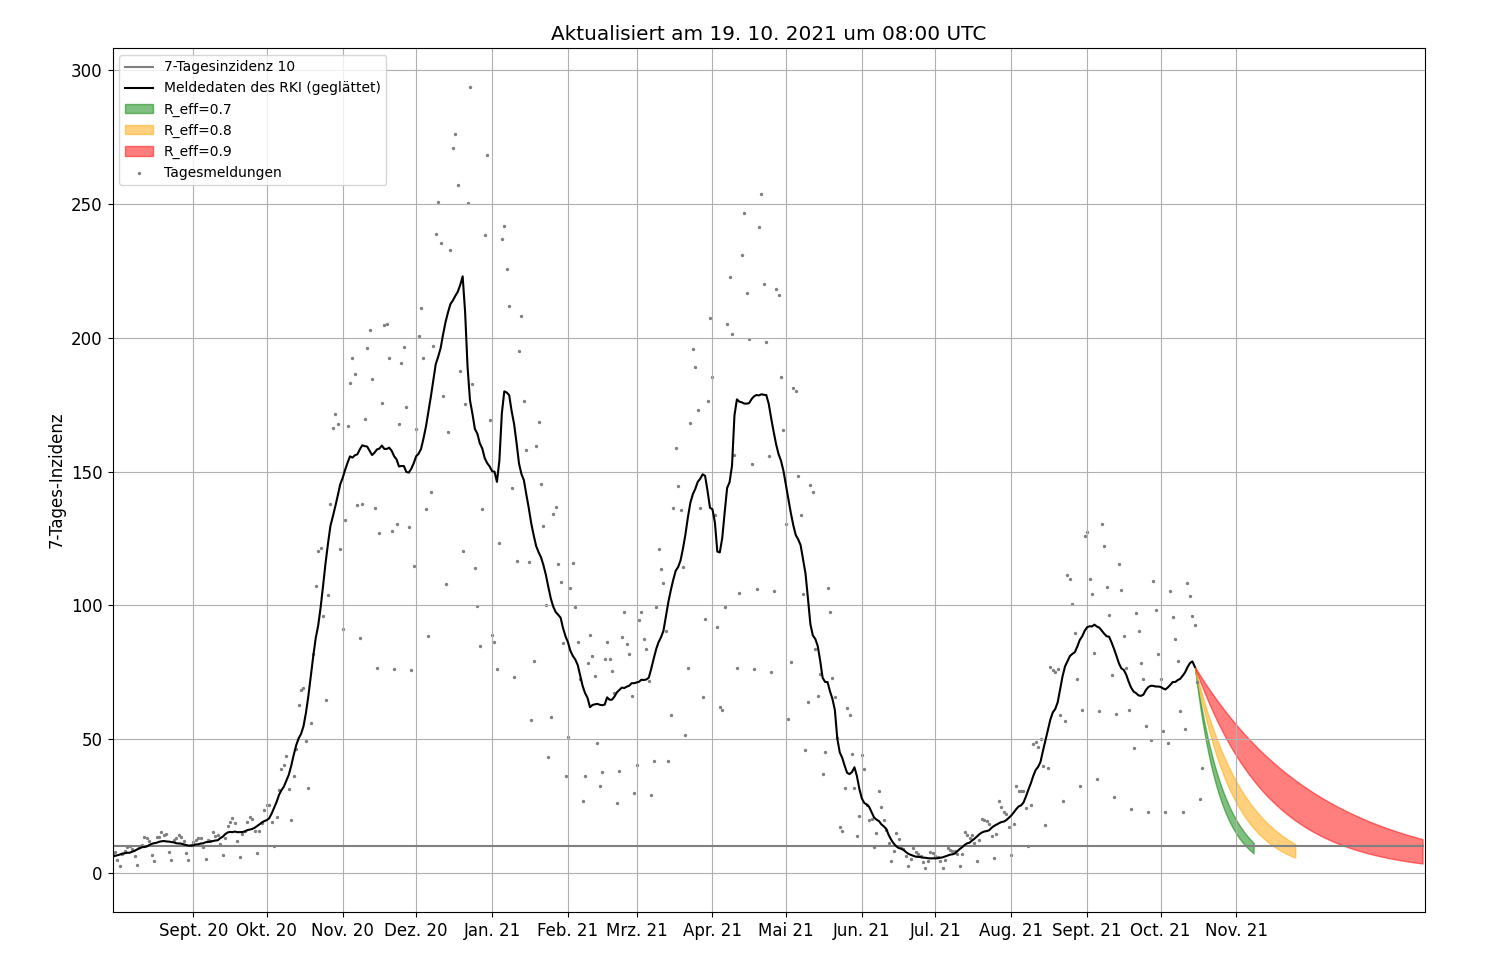 Aktualisiert am 19. 10. 2021 um 08:00 UTC
7-Tagesinzidenz 10
Meldedaten des RKI (geglättet)
R_eff=0.7
R_eff=0.8
R_eff=0.9
Tagesmeldungen
7-Tages-Inzidenz
300
250
200
150
100
50
0
Sept. 20 Okt. 20 Nov. 20 Dez. 20 Jan. 21 Feb. 21 Mrz. 21 Apr. 21 Mai 21 Jun. 21 Jul. 21 Aug. 21 Sept. 21 Oct. 21 Nov. 21